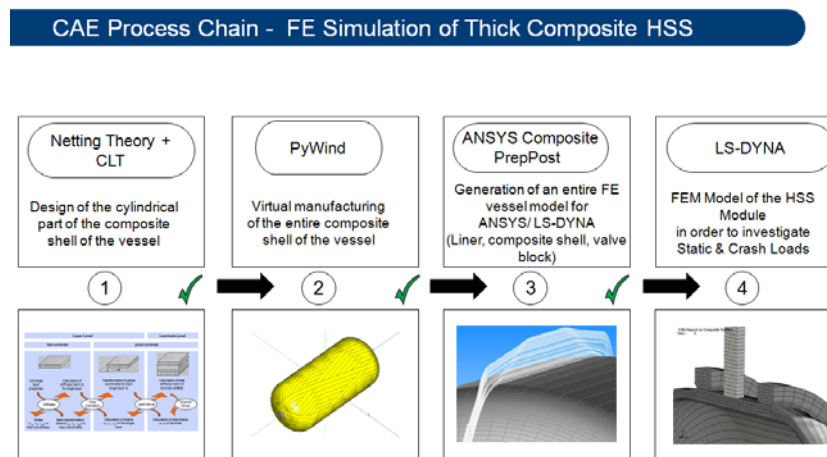 CAE Process Chain - FE Simulation of Thick Composite HSS
Netting Theory +
CLT
Design of the cylindrical
part of the composite
shell of the vessel
PyWind
Virtual manufacturing
of the entire composite
shell of the vessel
ANSYS Composite
PrepPost
Generation of an entire FE
vessel model for
ANSYS/ LS-DYNA
(Liner, composite shell, valve
block)
LS-DYNA
FEM Model of the HSS
Module
in order to investigate
Static & Crash Loads
1
2
3
4